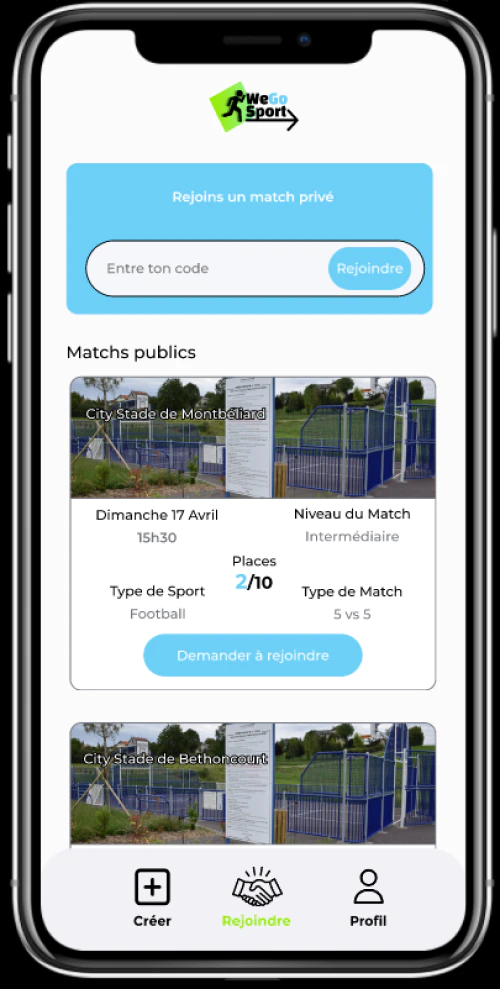 WeGo
Sport
Rejoins un match privé
Entre ton code
Rejoindre
Matchs publics
City Stade de Montbéliard
Dimanche 17 Avril
Niveau du Match
15h30
Intermédiaire
Places
2/10
Type de Sport
Type de Match
Football
5 vs 5
Demander à rejoindre
City Stade de Bethoncourt
Créer
Rejoindre
Profil